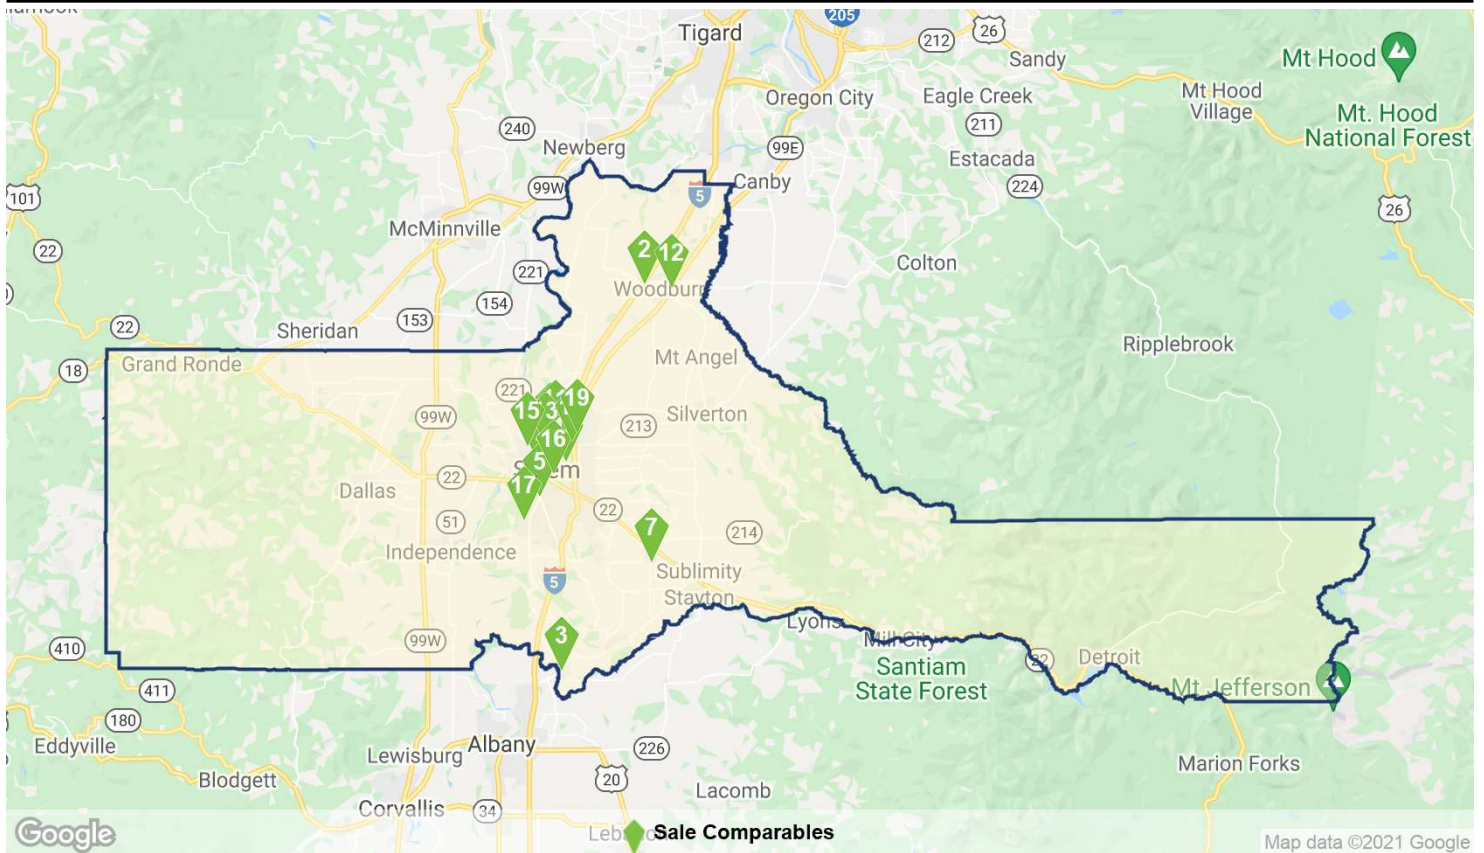 205
Tigard
26
212
Sandy
Mt Hood
Oregon City
Eagle Creek
Mt Hood
Village
Mt. Hood
National Forest
211
240
Newberg
99E
Estacada
224
99W
5
Canby
101
26
McMinnville
22
2
12
Colton
221
Woodburn
154
153
22
Sheridan
Mt Angel
Ripplebrook
Grand Ronde
18
221
19
15
3
99W
213
Silverton
16
5
22
Dallas
17
22
7
51
214
Independence
5
Sublimity
Stayton
Lyons
3
99W
Mill City
410
22
Detroit
Santiam
State Forest
Mt. Jefferson
411
180
Eddyville
Albany
226
Lewisburg
Marion Forks
20
Blodgett
Lacomb
Corvallis
34
Google
Sale Comparables
Map data ©2021 Google